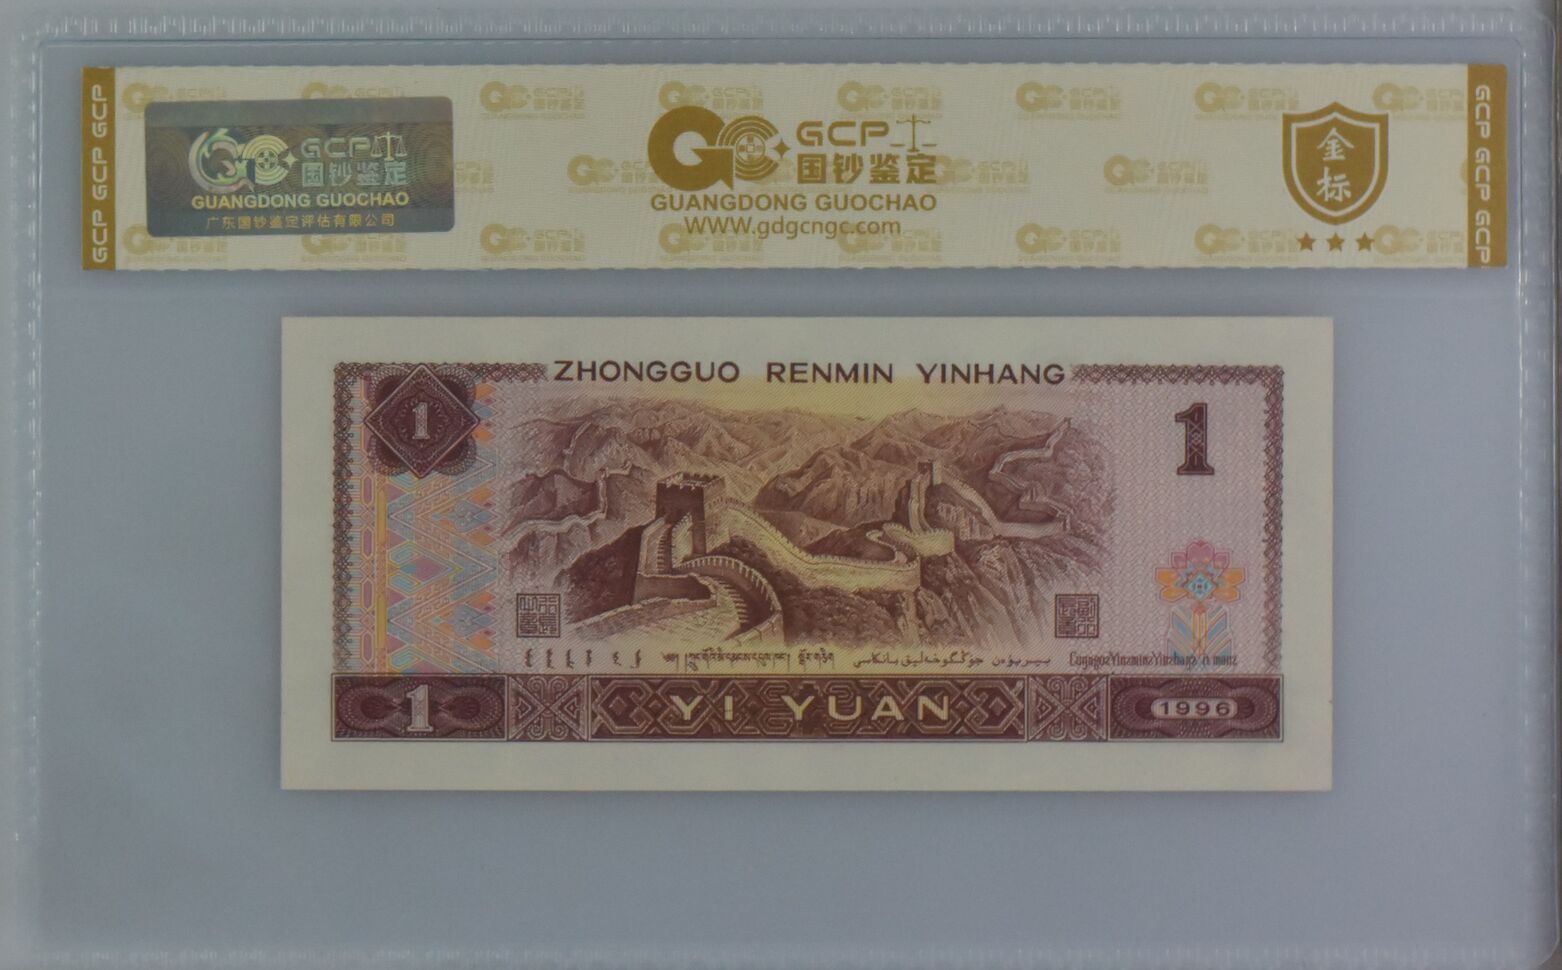 GCP GCP GCP
GCP
国钞鉴定
GUANGDONG GUOCHAO
广东国钞鉴定评估有限公司
GCP
国钞鉴定
GUANGDONG GUOCHAO
WWW.gdgcngc.com
金
标
GCP GCP GCP
ZHONGGUO RENMIN YINHANG
1
1
1
YI YUAN
1996